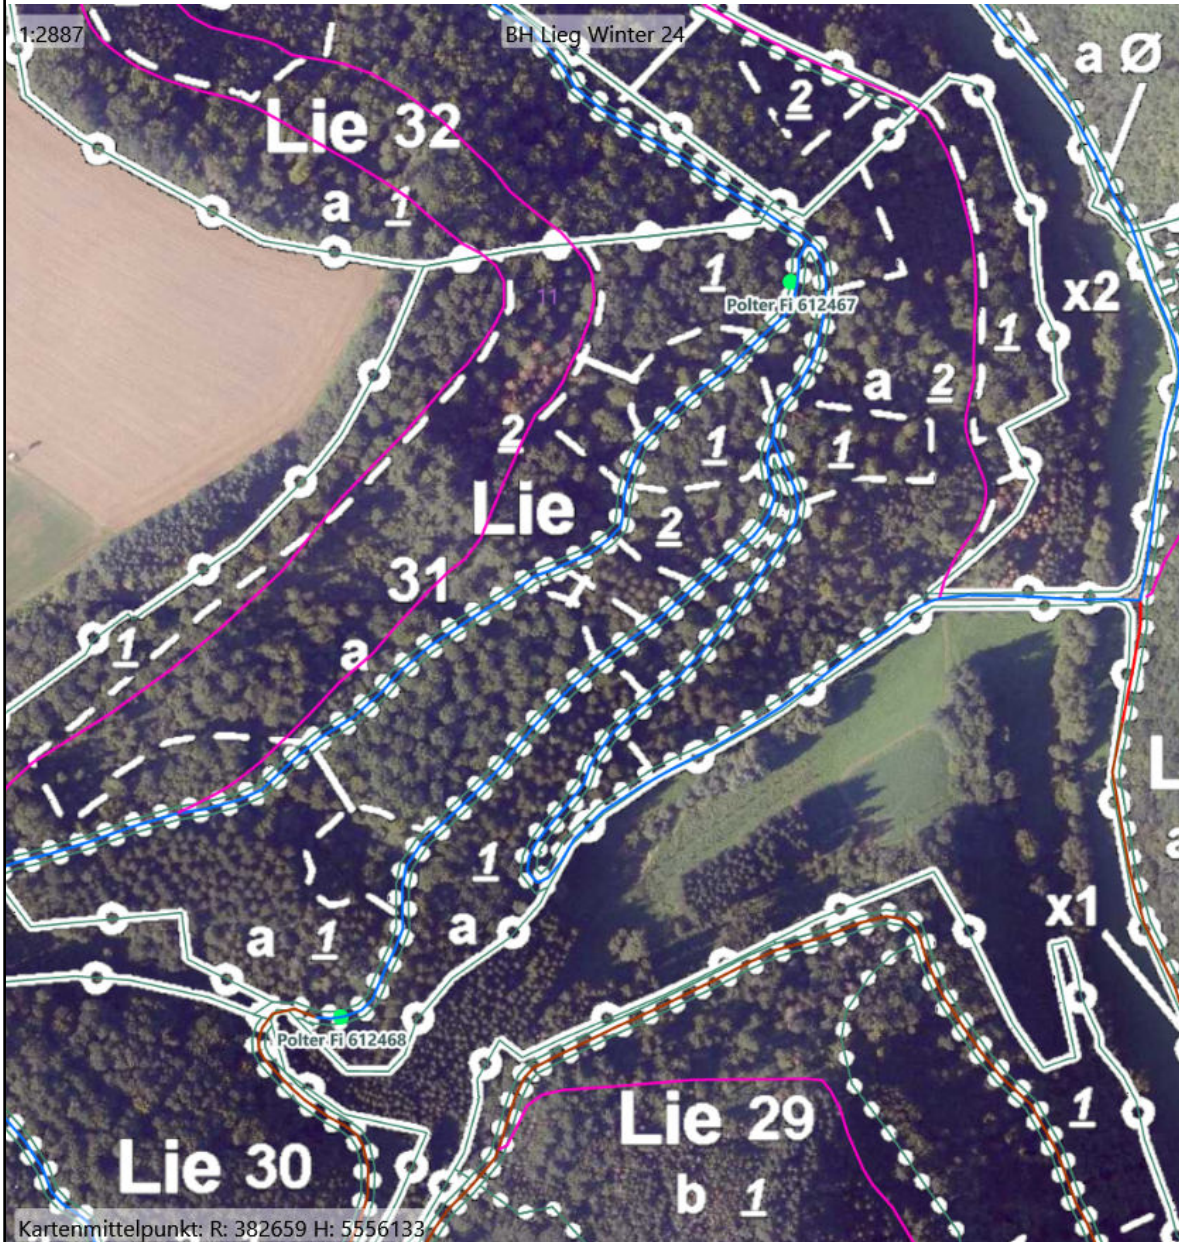 1:2887
BH Lieg Winter 24
a Ø
2
Lie 32
a 1
1
11
Polter Fi 612467
x2
1
a 2
2
1
1
Lie
2
31
1
a
L
a
1
a
x1
a 1
Polter Fi 612468
Lie 29
1
Lie 30
b 1
Kartenmittelpunkt: R: 382659 H: 5556133